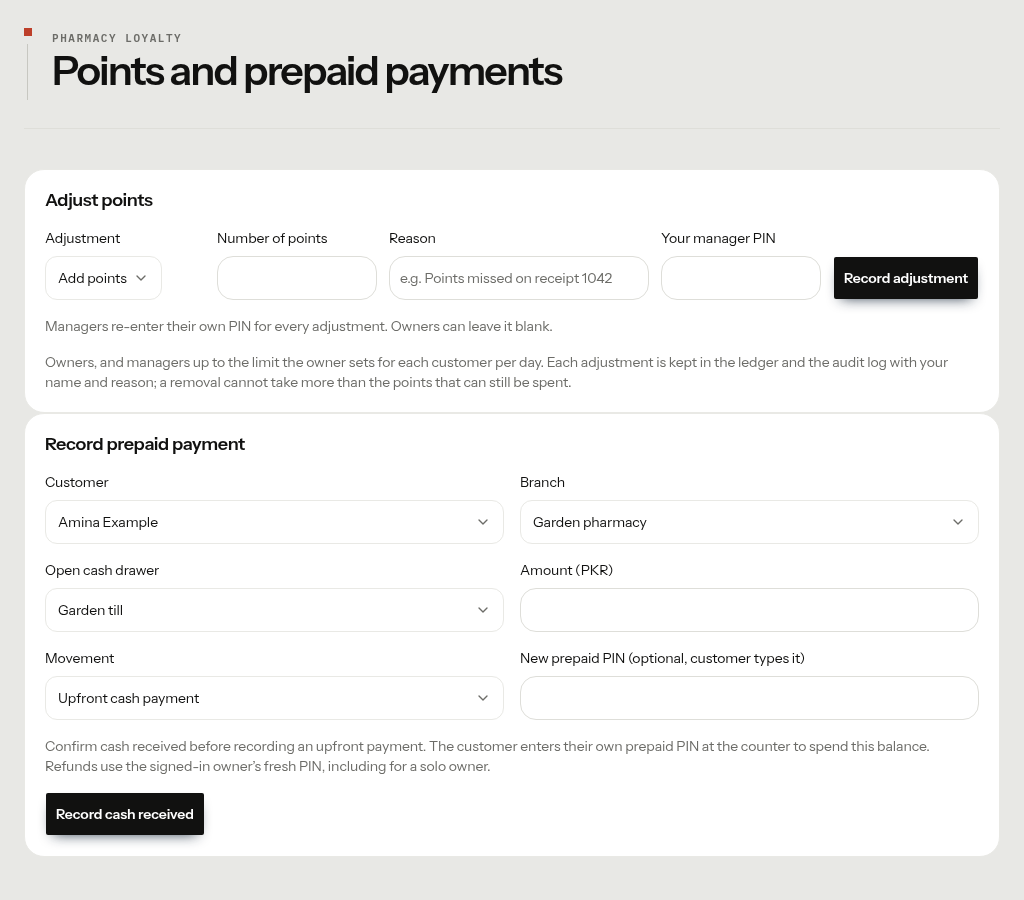 PHARMACY LOYALTY
Points and prepaid payments
Adjust points
Adjustment
Number of points
Reason
Your manager PIN
Add points
e.g. Points missed on receipt 1042
Record adjustment
Managers re-enter their own PIN for every adjustment. Owners can leave it blank.
Owners, and managers up to the limit the owner sets for each customer per day. Each adjustment is kept in the ledger and the audit log with your
name and reason; a removal cannot take more than the points that can still be spent.
Record prepaid payment
Customer
Branch
Amina Example
Garden pharmacy
Open cash drawer
Amount (PKR)
Garden till
Movement
New prepaid PIN (optional, customer types it)
Upfront cash payment
Confirm cash received before recording an upfront payment. The customer enters their own prepaid PIN at the counter to spend this balance.
Refunds use the signed-in owner's fresh PIN, including for a solo owner.
Record cash received